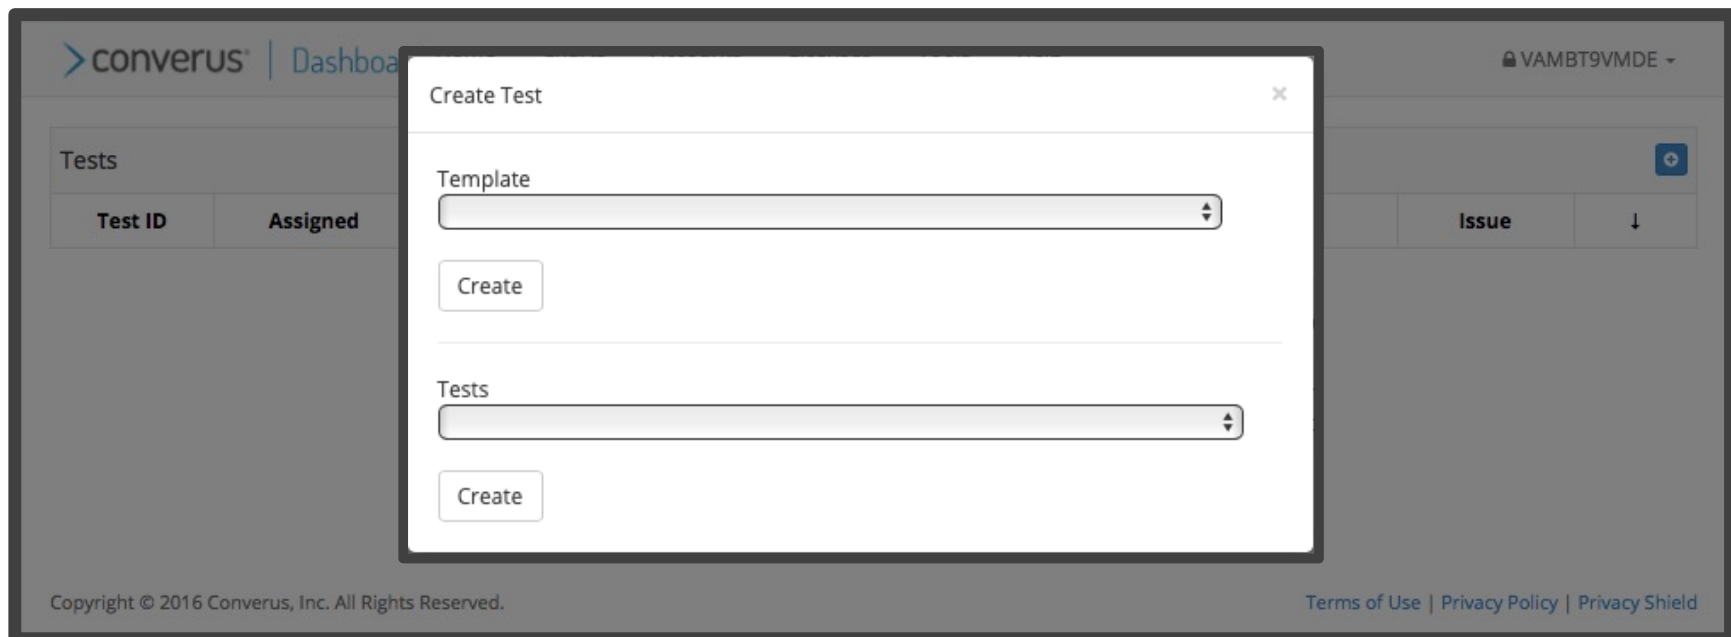 converus | Dashboa
VAMBT9VMDE
Create Test ×
Tests
Template
Test ID Assigned Issue ↓
Create
Tests
Create
Copyright © 2016 Converus, Inc. All Rights Reserved.
Terms of Use | Privacy Policy | Privacy Shield